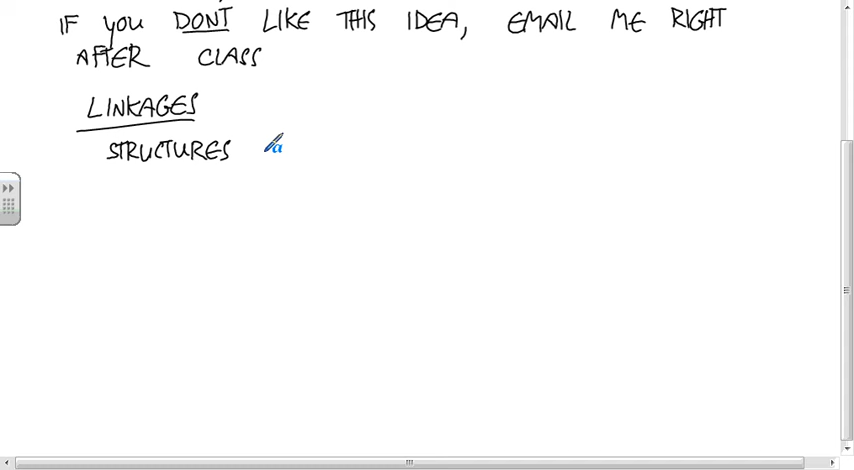 IF you DONT LIKE THIS IDEA, EMAIL ME RIGHT
AFTER CLASS
LINKAGES
STRUCTURES